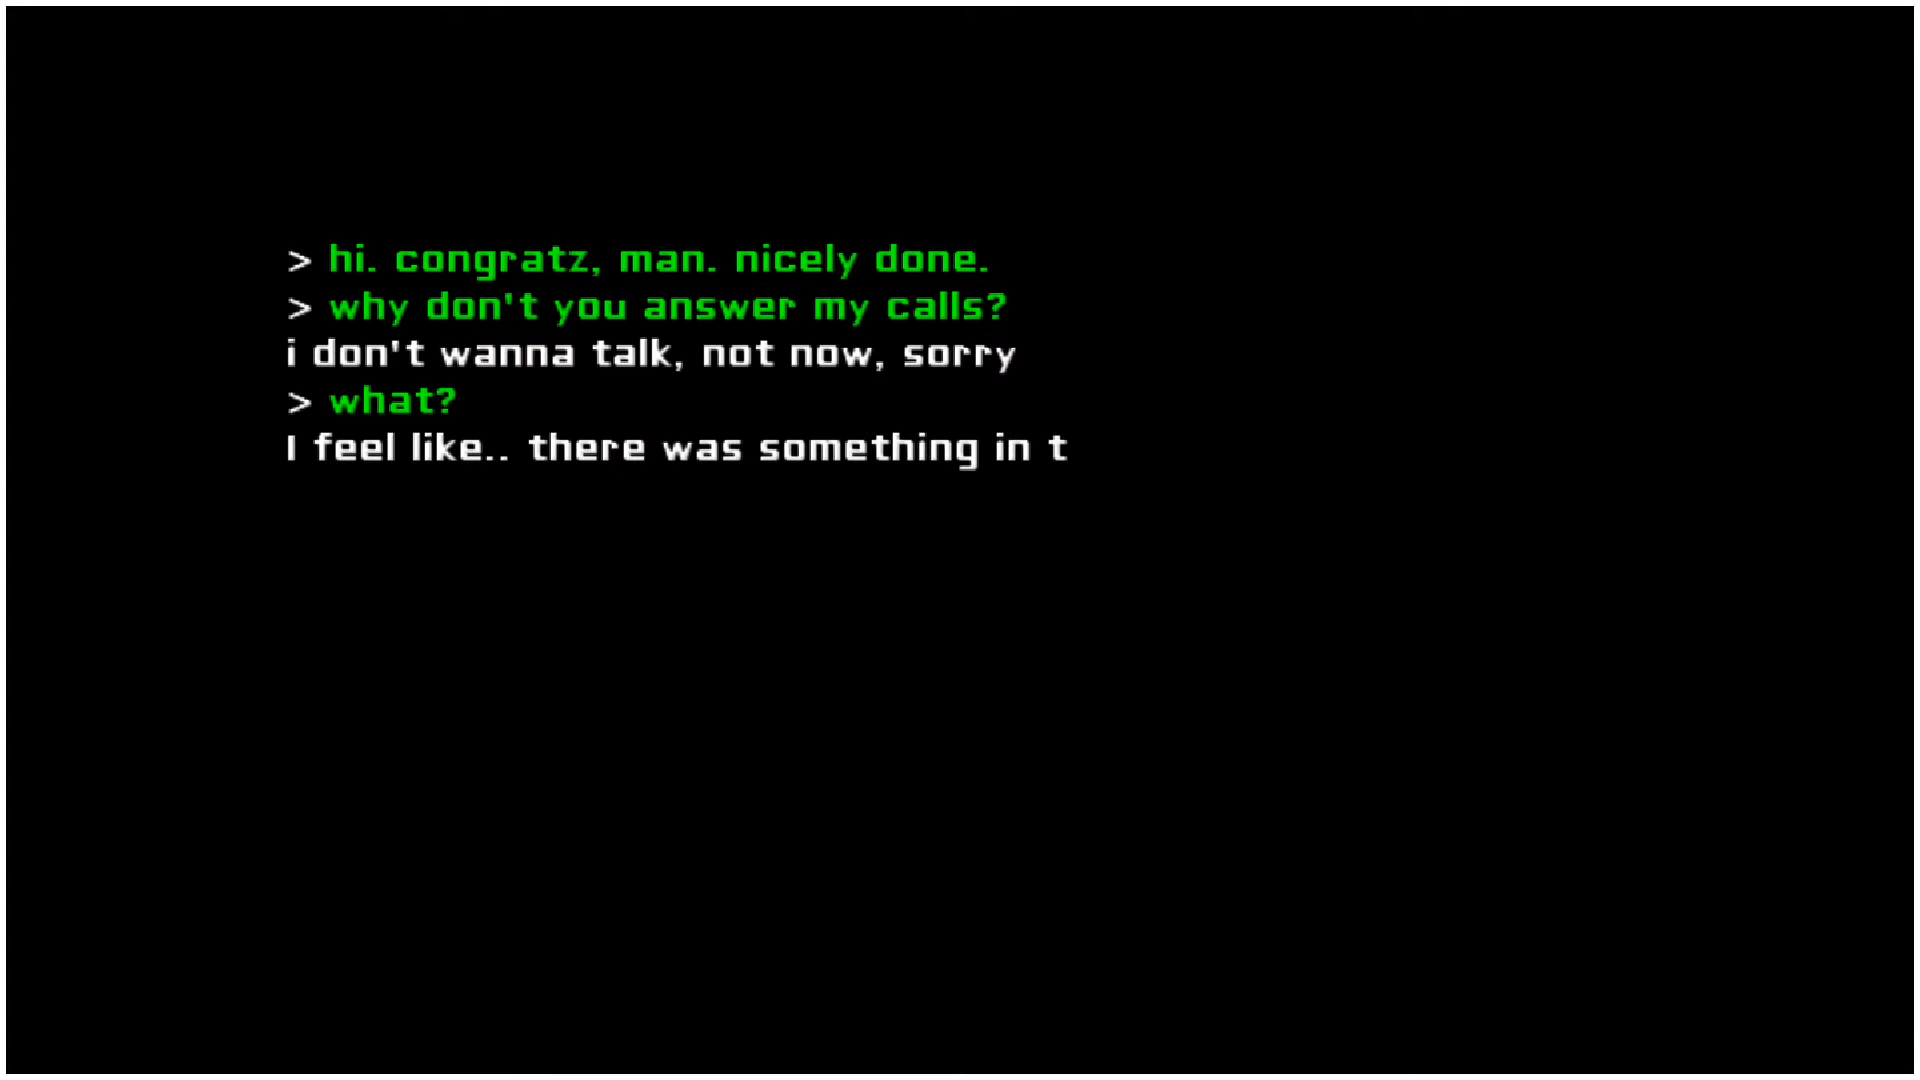 > hi. congratz, man. nicely done.
> why don't you answer my calls?
i don't wanna talk, not now, sorry
> what?
I feel like.. there was something in t